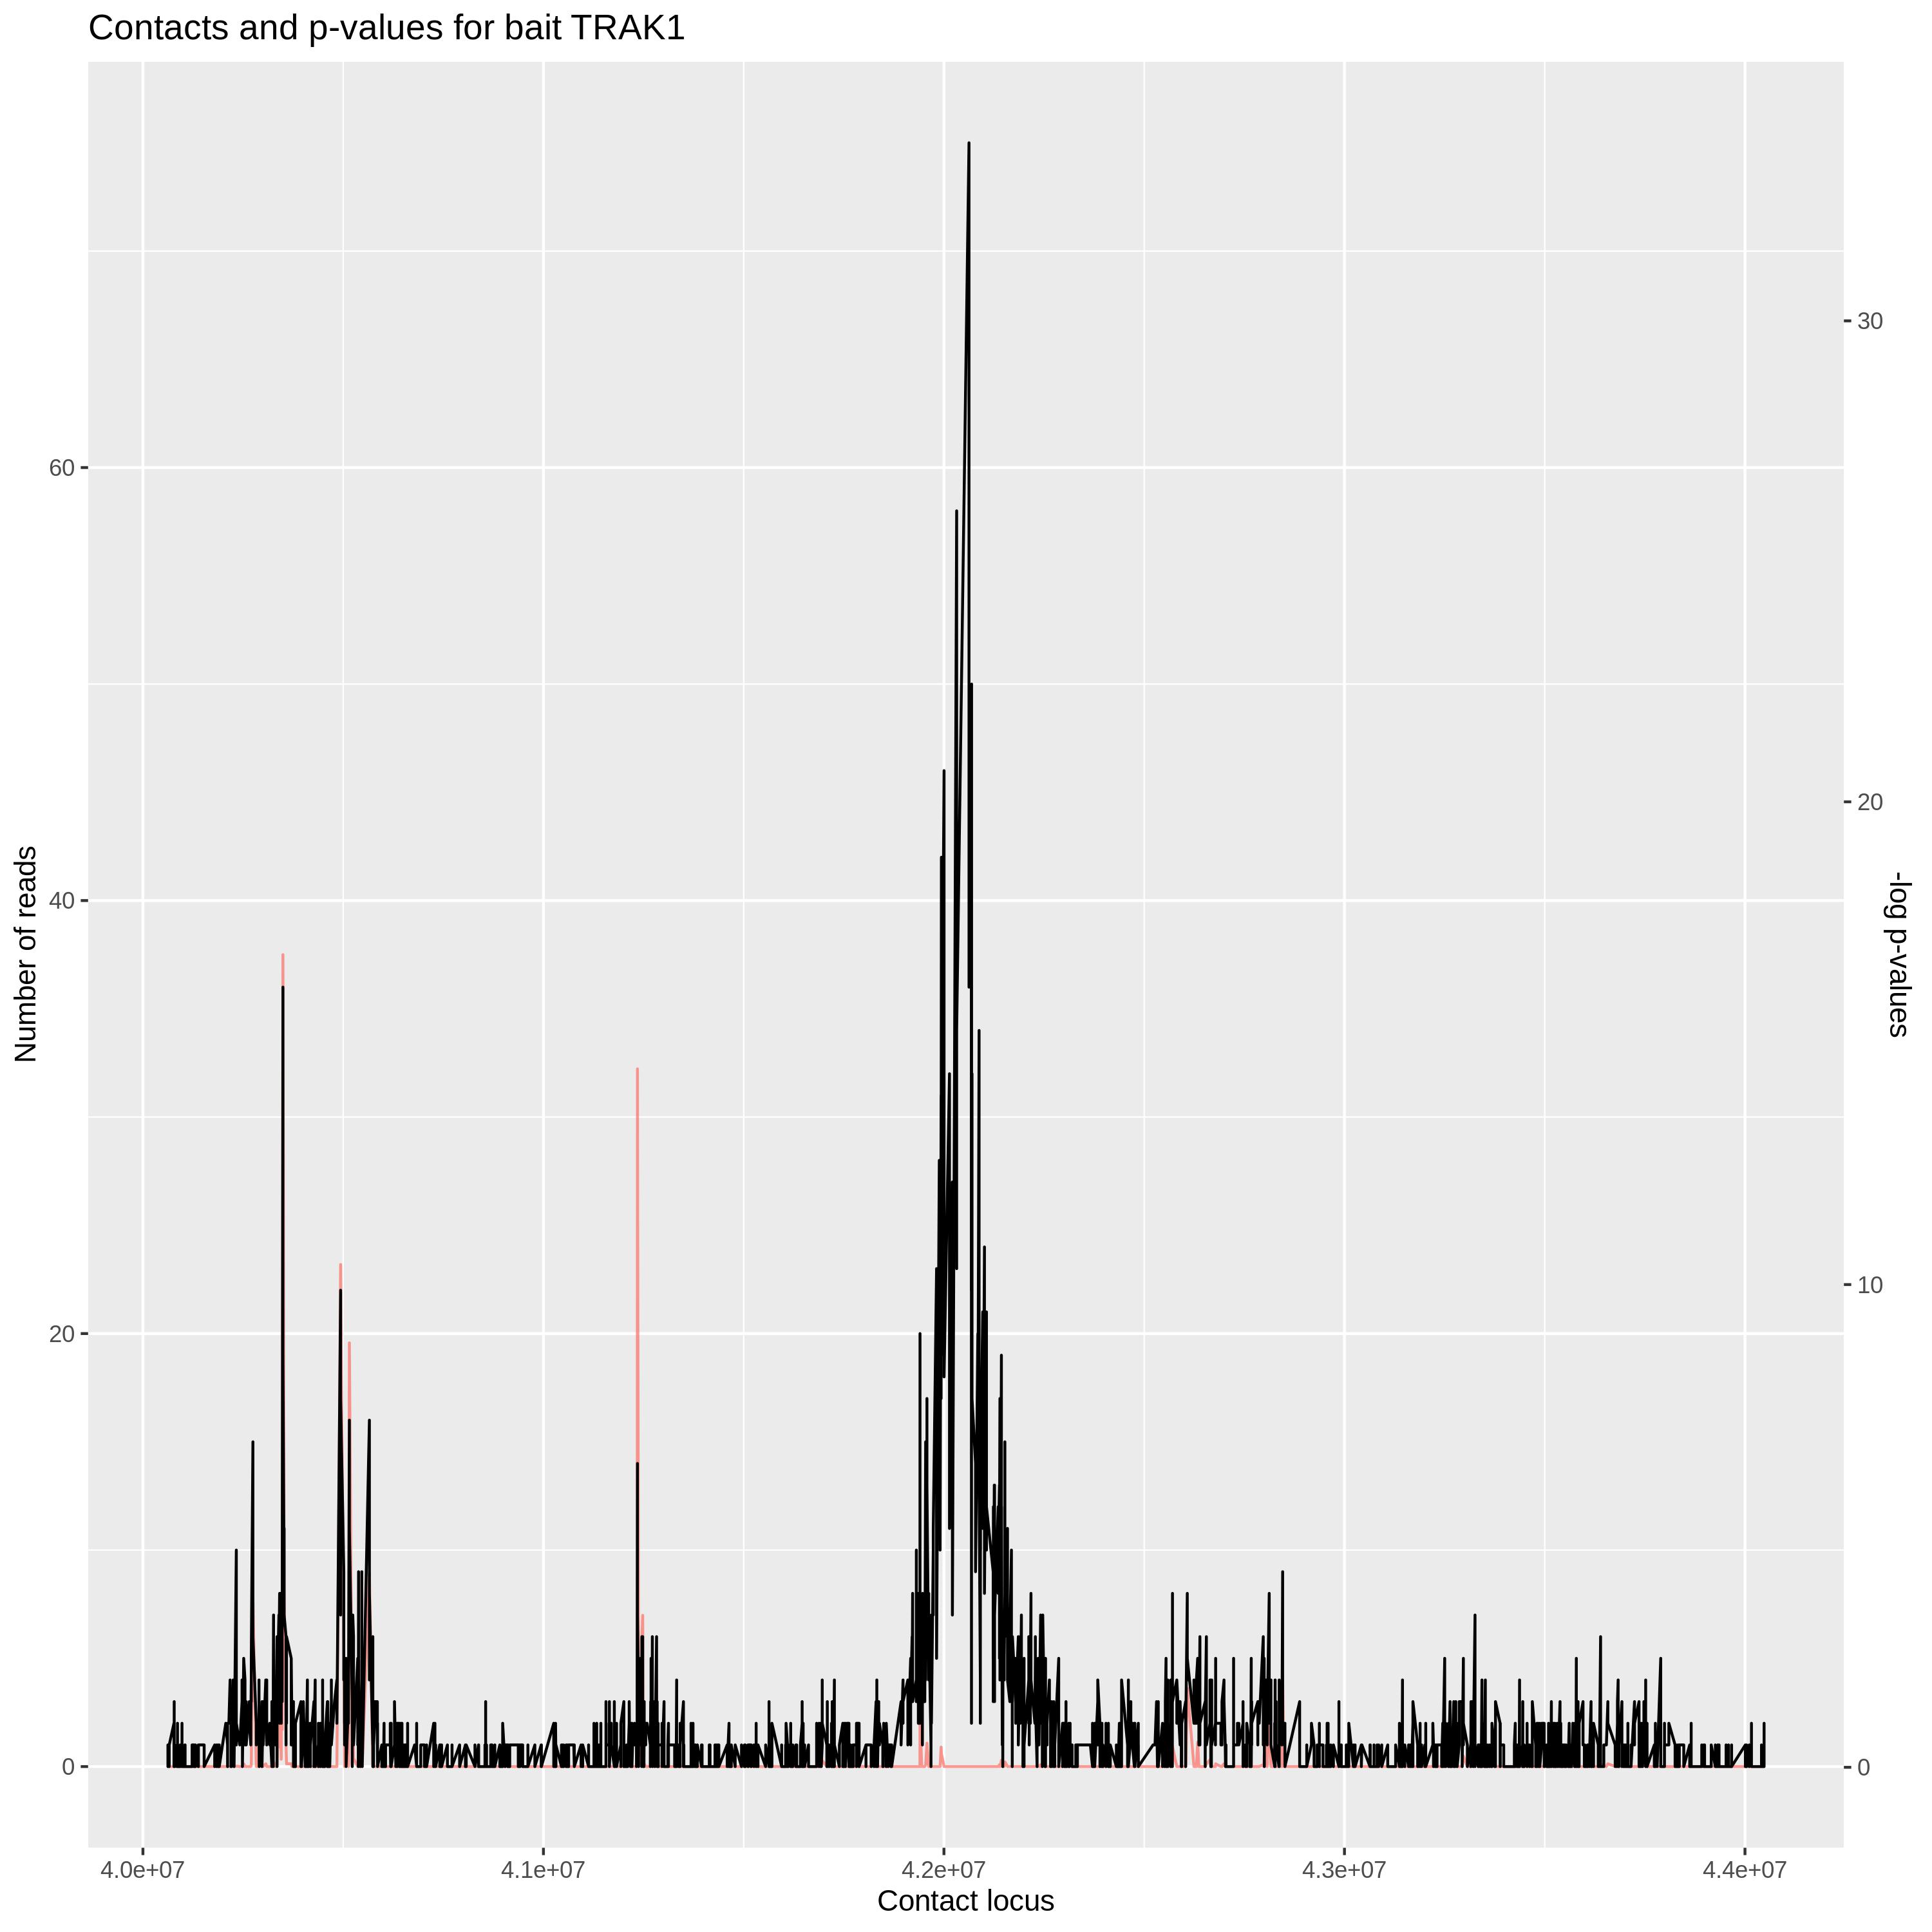 Contacts and p-values for bait TRAK1
Number of reads
60
40
20
0
30
20
10
0
-log p-values
4.0e+07 4.1e+07 4.2e+07 4.3e+07 4.4e+07
Contact locus